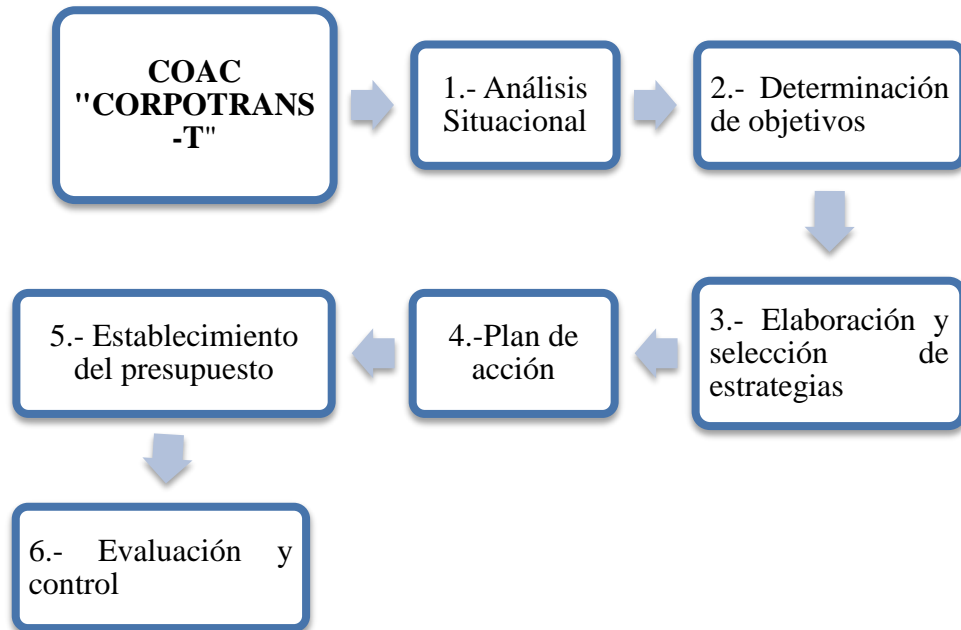 COAC
"CORPOTRANS
-T"
1.- Análisis
Situacional
2.- Determinación
de objetivos
3.- Elaboración y
selección de
estrategias
4.-Plan de
acción
5.- Establecimiento
del presupuesto
6.- Evaluación y
control